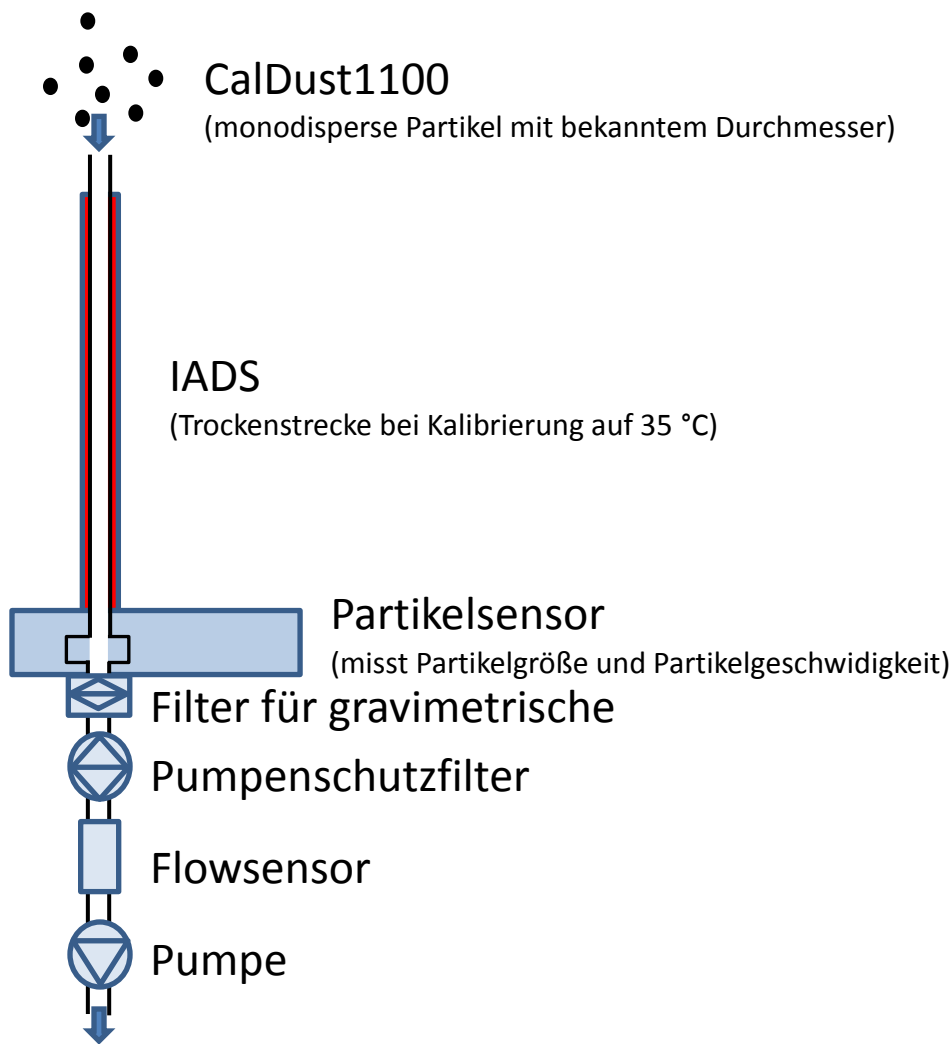 CalDust1100
(monodisperse Partikel mit bekanntem Durchmesser)
IADS
(Trockenstrecke bei Kalibrierung auf 35 °C)
Partikelsensor
(misst Partikelgröße und Partikelgeschwidigkeit)
Filter für gravimetrische
Pumpenschutzfilter
Flowsensor
Pumpe